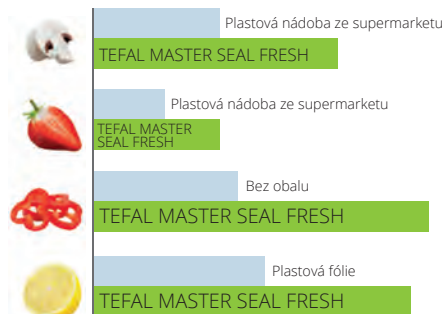 Plastová nádoba ze supermarketu
TEFAL MASTER SEAL FRESH
Plastová nádoba ze supermarketu
TEFAL MASTER
SEAL FRESH
Bez obalu
TEFAL MASTER SEAL FRESH
Plastová fólie
TEFAL MASTER SEAL FRESH